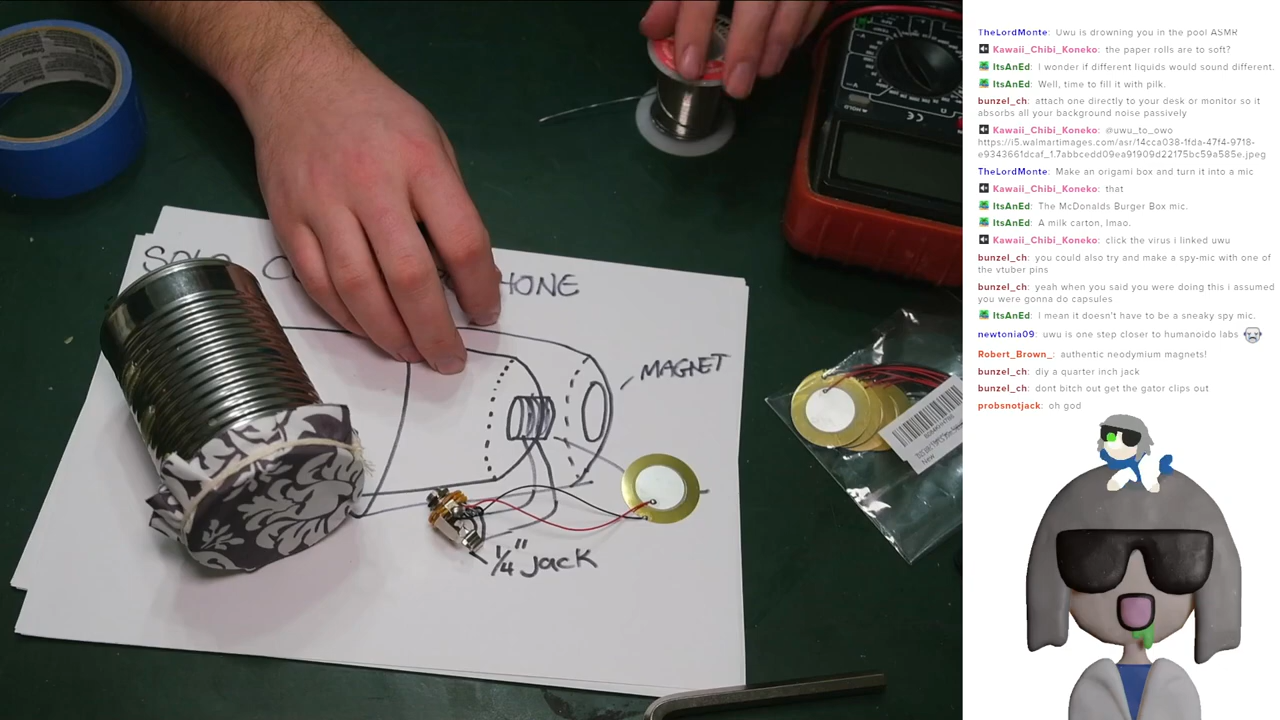 SOLO
HONE
MAGNET
1/4" jack
New
TheLordMonte: Uwu is drowning you in the pool ASMR
Kawaii_Chibi_Koneko: the paper rolls are to soft?
ItsAnEd: I wonder if different liquids would sound different.
ItsAnEd: Well, time to fill it with pilk.
bunzel_ch: attach one directly to your desk or monitor so it
absorbs all your background noise passively
Kawaii_Chibi_Koneko: @uwu_to_owo
https://i5.walmartimages.com/asr/14cca038-1fda-47f4-9718-
e9343661dcaf_1.7abbcedd09ea91909d22175bc59a585e.jpeg
TheLordMonte: Make an origami box and turn it into a mic
Kawaii_Chibi_Koneko: that
ItsAnEd: The McDonalds Burger Box mic.
ItsAnEd: A milk carton, lmao.
Kawaii_Chibi_Koneko: click the virus i linked uwu
bunzel_ch: you could also try and make a spy-mic with one of
the vtuber pins
bunzel_ch: yeah when you said you were doing this i assumed
you were gonna do capsules
ItsAnEd: I mean it doesn't have to be a sneaky spy mic.
newtonia09: uwu is one step closer to humanoido labs
Robert_Brown_: authentic neodymium magnets!
bunzel_ch: diy a quarter inch jack
bunzel_ch: dont bitch out get the gator clips out
probsnotjack: oh god